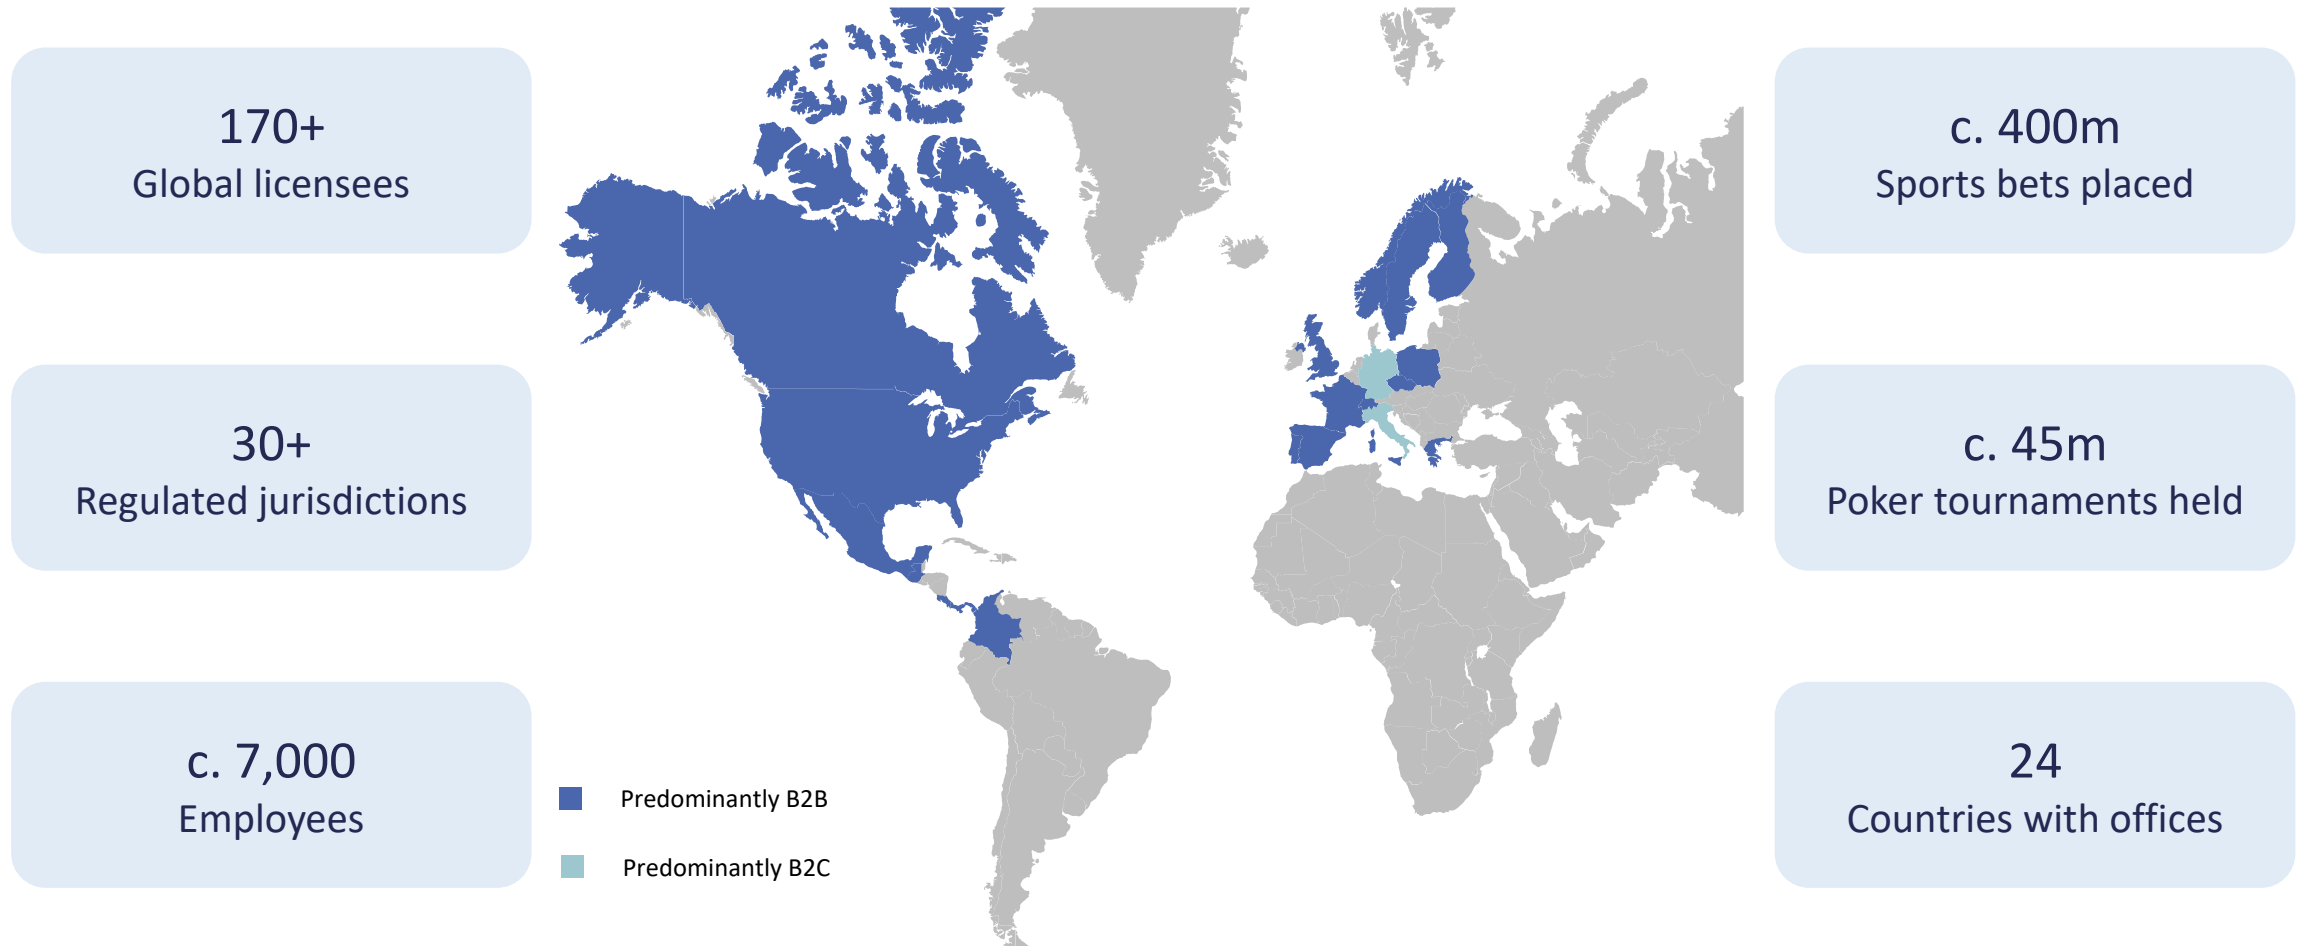 170+
Global licensees
30+
Regulated jurisdictions
c. 7,000
Employees
Predominantly B2B
Predominantly B2C
c. 400m
Sports bets placed
c. 45m
Poker tournaments held
24
Countries with offices